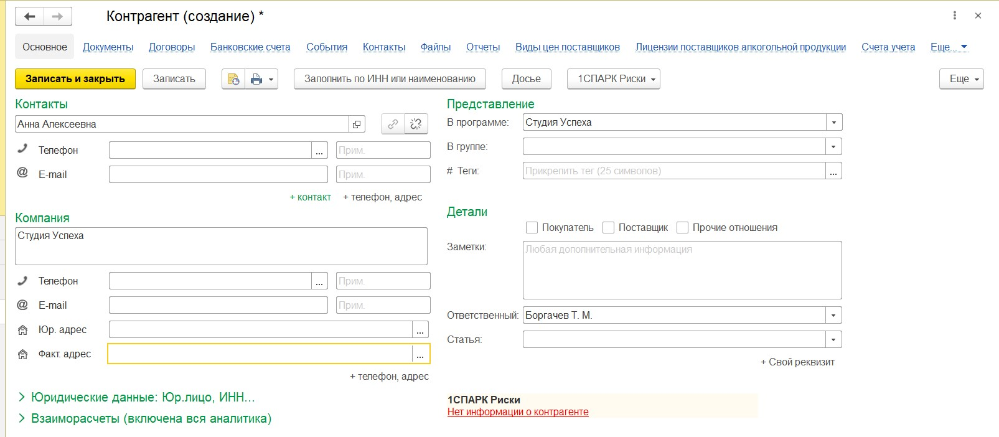 Контрагент (создание) *
Основное Документы Договоры Банковские счета События Контакты Файлы Отчеты Виды цен поставщиков Лицензии поставщиков алкогольной продукции Счета учета Еще...
Записать и закрыть Записать Заполнить по ИНН или наименованию Досье 1СПАРК Риски Еще
Контакты
Анна Алексеевна
Телефон ... Прим.
E-mail Прим.
+ контакт + телефон, адрес
Компания
Студия Успеха
Телефон ... Прим.
E-mail Прим.
Юр. адрес ...
Факт. адрес ...
+ телефон, адрес
Юридические данные: Юр.лицо, ИНН...
Взаиморасчеты (включена вся аналитика)
Представление
В программе: Студия Успеха
В группе:
# Теги: Прикрепить тег (25 символов) ...
Детали
Покупатель Поставщик Прочие отношения
Заметки: Любая дополнительная информация
Ответственный: Боргачев Т. М.
Статья:
+ Свой реквизит
1СПАРК Риски
Нет информации о контрагенте